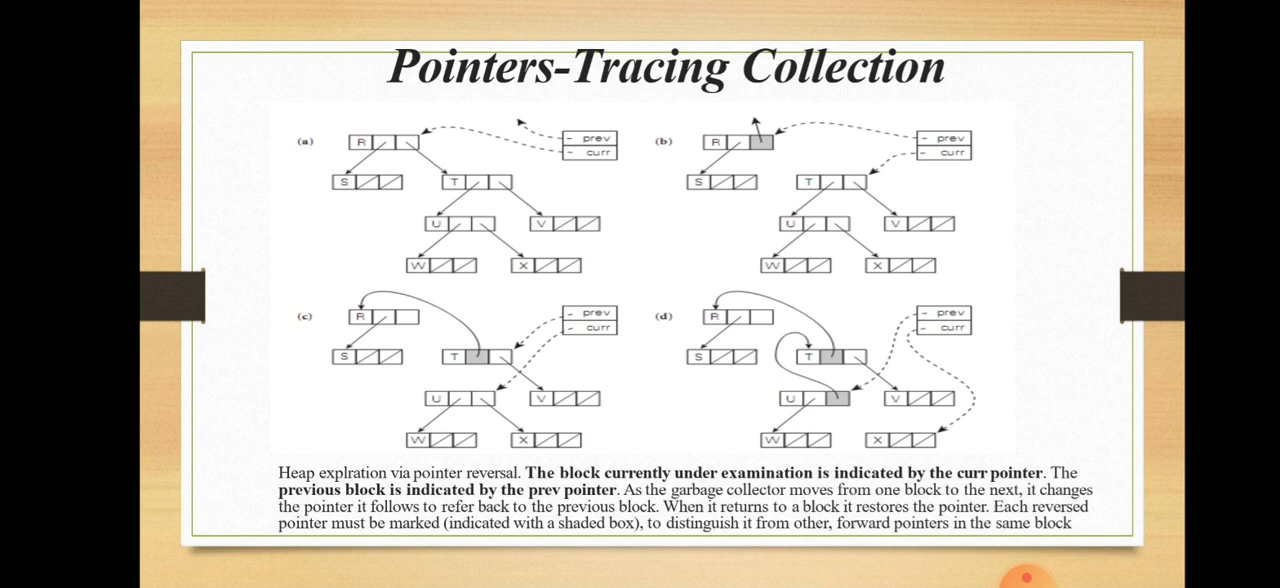 Pointers-Tracing Collection
(a) R prev
curr
S T
U V
W X
(b) R prev
curr
S T
U V
W X
(c) R prev
curr
S T
U V
W X
(d) R prev
curr
S T
U V
W X
Heap explration via pointer reversal. The block currently under examination is indicated by the curr pointer. The
previous block is indicated by the prev pointer. As the garbage collector moves from one block to the next, it changes
the pointer it follows to refer back to the previous block. When it returns to a block it restores the pointer. Each reversed
pointer must be marked (indicated with a shaded box), to distinguish it from other, forward pointers in the same block